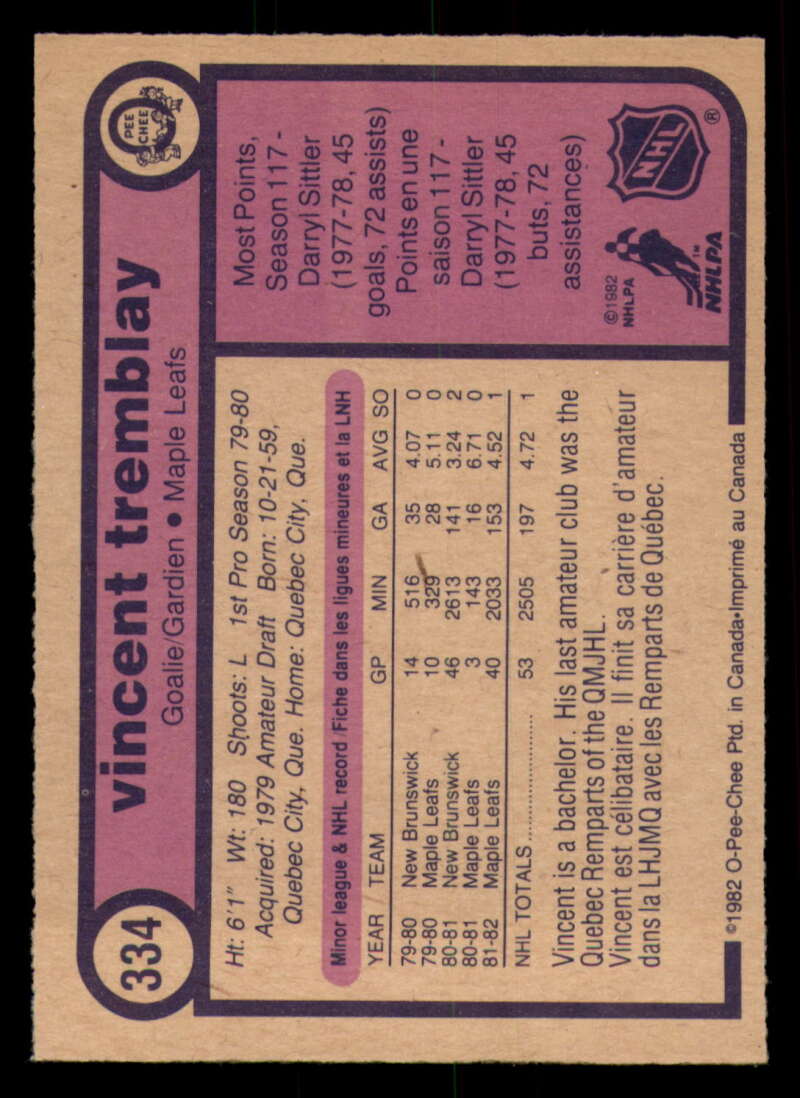 334
vincent tremblay
O
PEE
CHEE
Goalie/Gardien • Maple Leafs
Ht: 6'1" Wt: 180 Shoots: L 1st Pro Season 79-80
Acquired: 1979 Amateur Draft Born: 10-21-59,
Quebec City, Que. Home: Quebec City, Que.
Minor league & NHL record/Fiche dans les ligues mineures et la LNH
YEAR TEAM GP MIN GA AVG SO
79-80 New Brunswick 14 516 35 4.07 0
79-80 Maple Leafs 10 329 28 5.11 0
80-81 New Brunswick 46 2613 141 3.24 2
80-81 Maple Leafs 3 143 16 6.71 0
81-82 Maple Leafs 40 2033 153 4.52 1
NHL TOTALS .................... 53 2505 197 4.72 1
Vincent is a bachelor. His last amateur club was the
Quebec Remparts of the QMJHL.
Vincent est célibataire. Il finit sa carrière d'amateur
dans la LHJMQ avec les Remparts de Québec.
Most Points,
Season 117 -
Darryl Sittler
(1977-78, 45
goals, 72 assists)
Points en une
saison 117 -
Darryl Sittler
(1977-78, 45
buts, 72
assistances)
©1982
NHLPA
NHLPA™
NHL®
©1982 O-Pee-Chee Ptd. in Canada•Imprimé au Canada